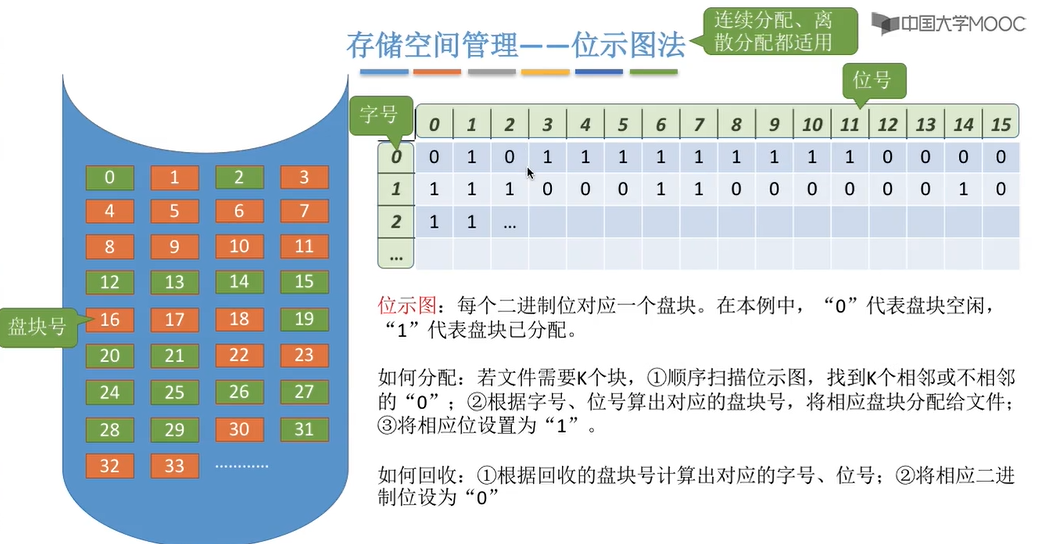 中国大学MOOC
存储空间管理——位示图法
连续分配、离
散分配都适用
位号
字号
0 1 2 3 4 5 6 7 8 9 10 11 12 13 14 15
0 0 1 0 1 1 1 1 1 1 1 1 1 0 0 0 0
1 1 1 1 0 0 0 1 1 0 0 0 0 0 0 1 0
2 1 1 …
…
0 1 2 3
4 5 6 7
8 9 10 11
12 13 14 15
盘块号
16 17 18 19
20 21 22 23
24 25 26 27
28 29 30 31
32 33 …………
位示图：每个二进制位对应一个盘块。在本例中，“0”代表盘块空闲，
“1”代表盘块已分配。
如何分配：若文件需要K个块，①顺序扫描位示图，找到K个相邻或不相邻
的“0”；②根据字号、位号算出对应的盘块号，将相应盘块分配给文件；
③将相应位设置为“1”。
如何回收：①根据回收的盘块号计算出对应的字号、位号；②将相应二进
制位设为“0”